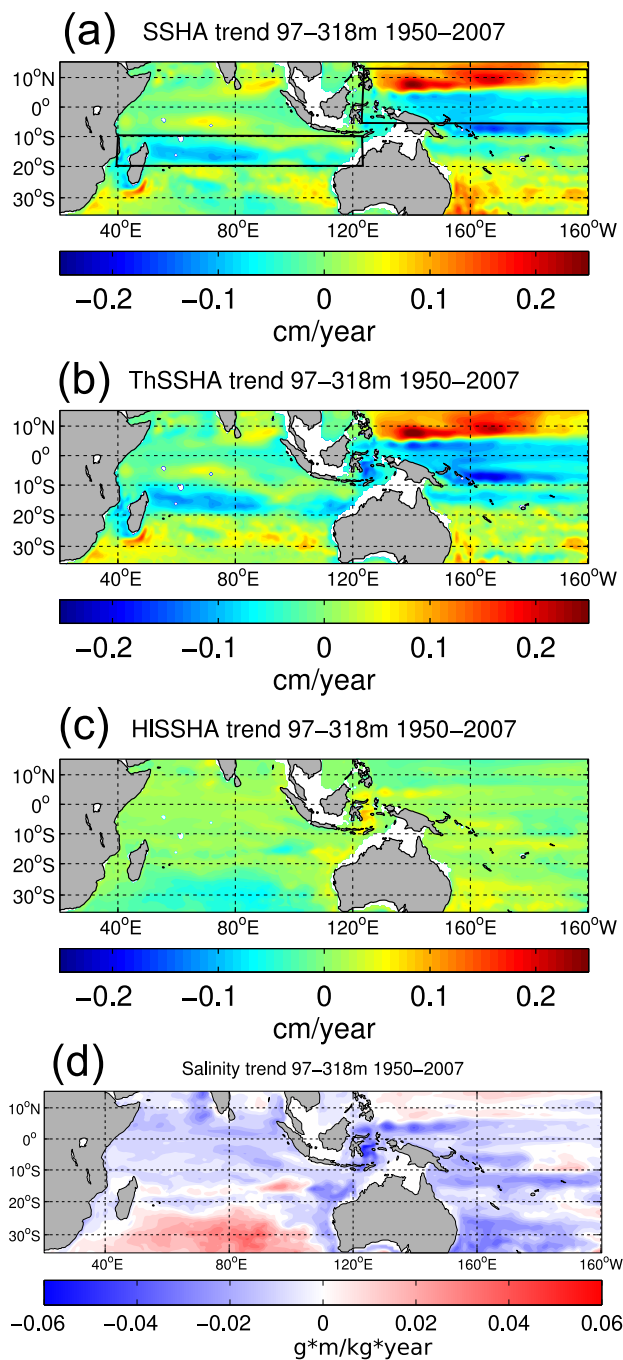 (a) SSHA trend 97−318m 1950−2007
10°N
0°
10°S
20°S
30°S
40°E 80°E 120°E 160°E 160°W
−0.2 −0.1 0 0.1 0.2
cm/year
(b) ThSSHA trend 97−318m 1950−2007
10°N
0°
10°S
20°S
30°S
40°E 80°E 120°E 160°E 160°W
−0.2 −0.1 0 0.1 0.2
cm/year
(c) HlSSHA trend 97−318m 1950−2007
10°N
0°
10°S
20°S
30°S
40°E 80°E 120°E 160°E 160°W
−0.2 −0.1 0 0.1 0.2
cm/year
(d) Salinity trend 97−318m 1950−2007
10°N
0°
10°S
20°S
30°S
40°E 80°E 120°E 160°E 160°W
−0.06 −0.04 −0.02 0 0.02 0.04 0.06
g*m/kg*year